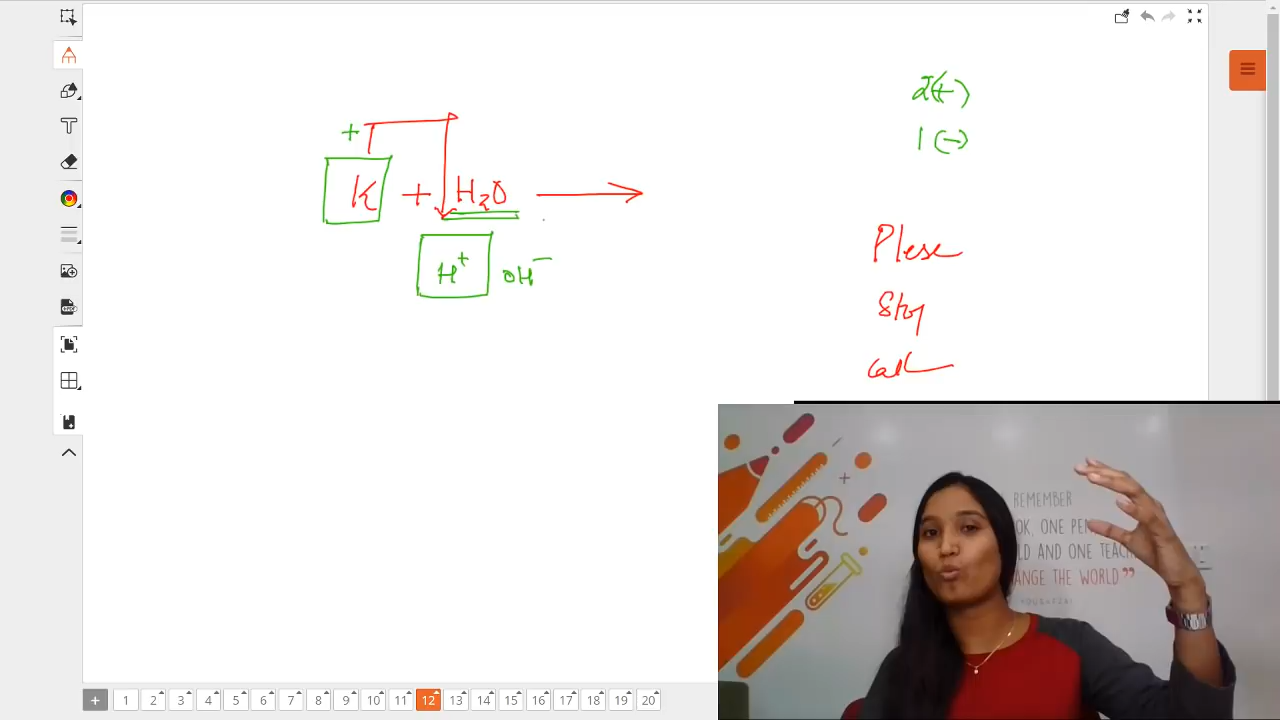 2(+)
1(-)
+
K + H₂O
H⁺ OH⁻
Plese
Stop
call
REMEMBER
OK, ONE PEN
LD AND ONE TEACH
HANGE THE WORLD"
1 2 3 4 5 6 7 8 9 10 11 12 13 14 15 16 17 18 19 20